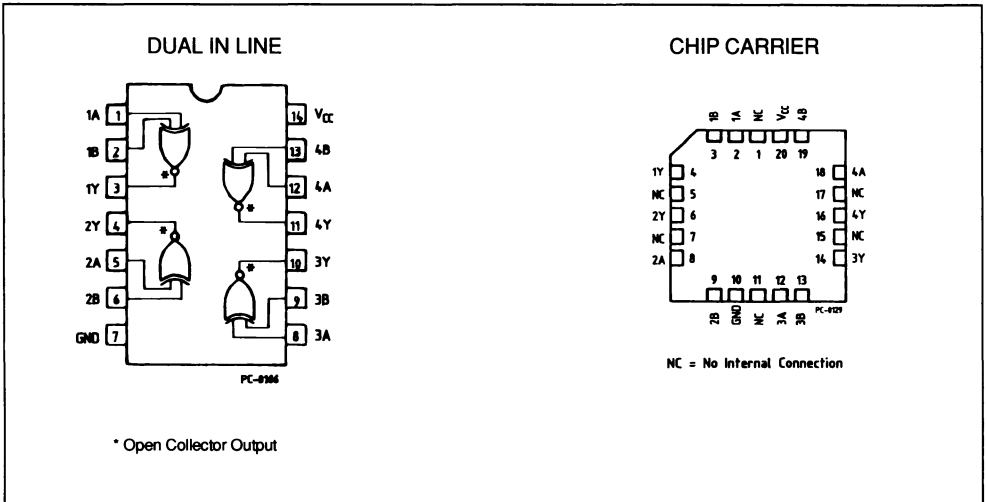 DUAL IN LINE
1A 1
1B 2
1Y 3
2Y 4
2A 5
2B 6
GND 7
14 VCC
13 4B
12 4A
11 4Y
10 3Y
9 3B
8 3A
*
*
*
*
PC-0106
* Open Collector Output
CHIP CARRIER
1B 1A NC VCC 4B
3 2 1 20 19
1Y 4
NC 5
2Y 6
NC 7
2A 8
18 4A
17 NC
16 4Y
15 NC
14 3Y
9 10 11 12 13
2B GND NC 3A 3B
PC-0129
NC = No Internal Connection